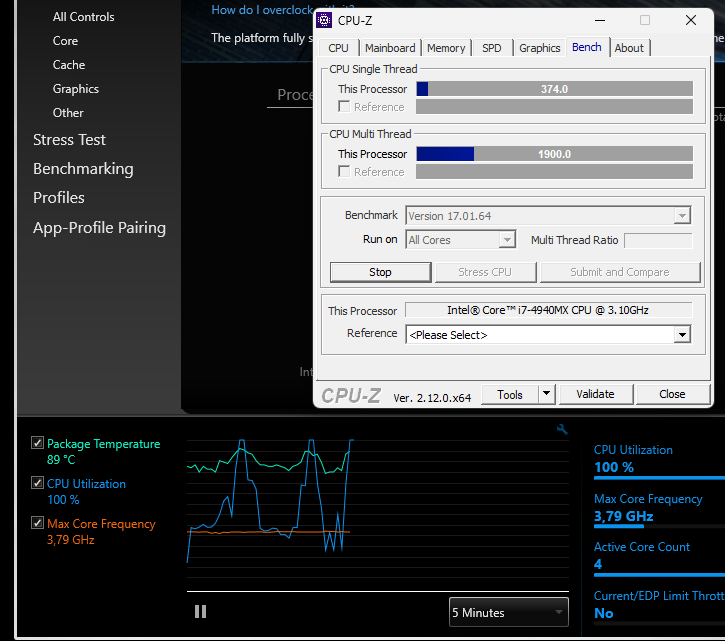 All Controls
Core
Cache
Graphics
Other
Stress Test
Benchmarking
Profiles
App-Profile Pairing
How do I overclock with it?
The platform fully s
Proce
CPU-Z
CPU Mainboard Memory SPD Graphics Bench About
CPU Single Thread
This Processor 374.0
Reference
CPU Multi Thread
This Processor 1900.0
Reference
Benchmark Version 17.01.64
Run on All Cores Multi Thread Ratio
Stop Stress CPU Submit and Compare
This Processor Intel® Core™ i7-4940MX CPU @ 3.10GHz
Reference <Please Select>
CPU-Z Ver. 2.12.0.x64 Tools Validate Close
Int
Package Temperature
89 °C
CPU Utilization
100 %
Max Core Frequency
3,79 GHz
5 Minutes
CPU Utilization
100 %
Max Core Frequency
3,79 GHz
Active Core Count
4
Current/EDP Limit Thrott
No